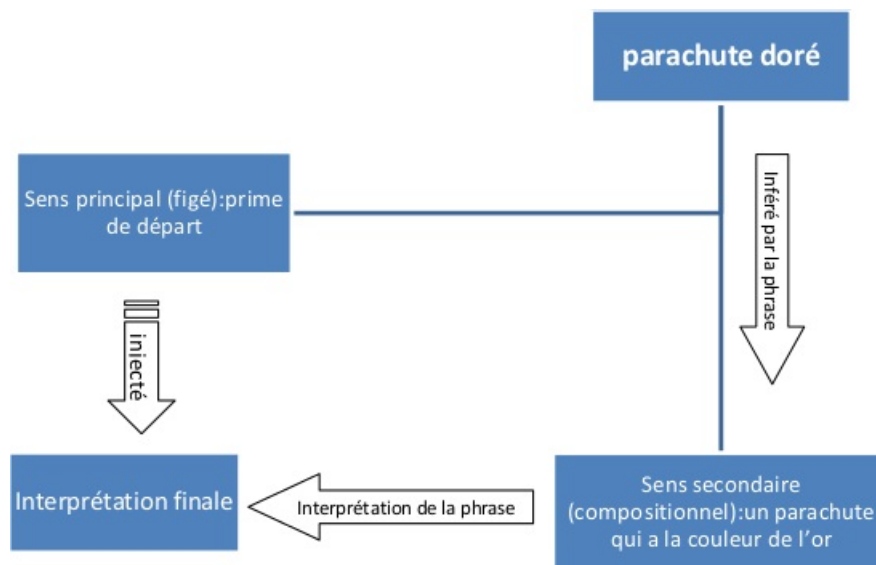 parachute doré
Sens principal (figé):prime
de départ
Inféré par la phrase
injecté
Interprétation finale
Interprétation de la phrase
Sens secondaire
(compositionnel):un parachute
qui a la couleur de l’or